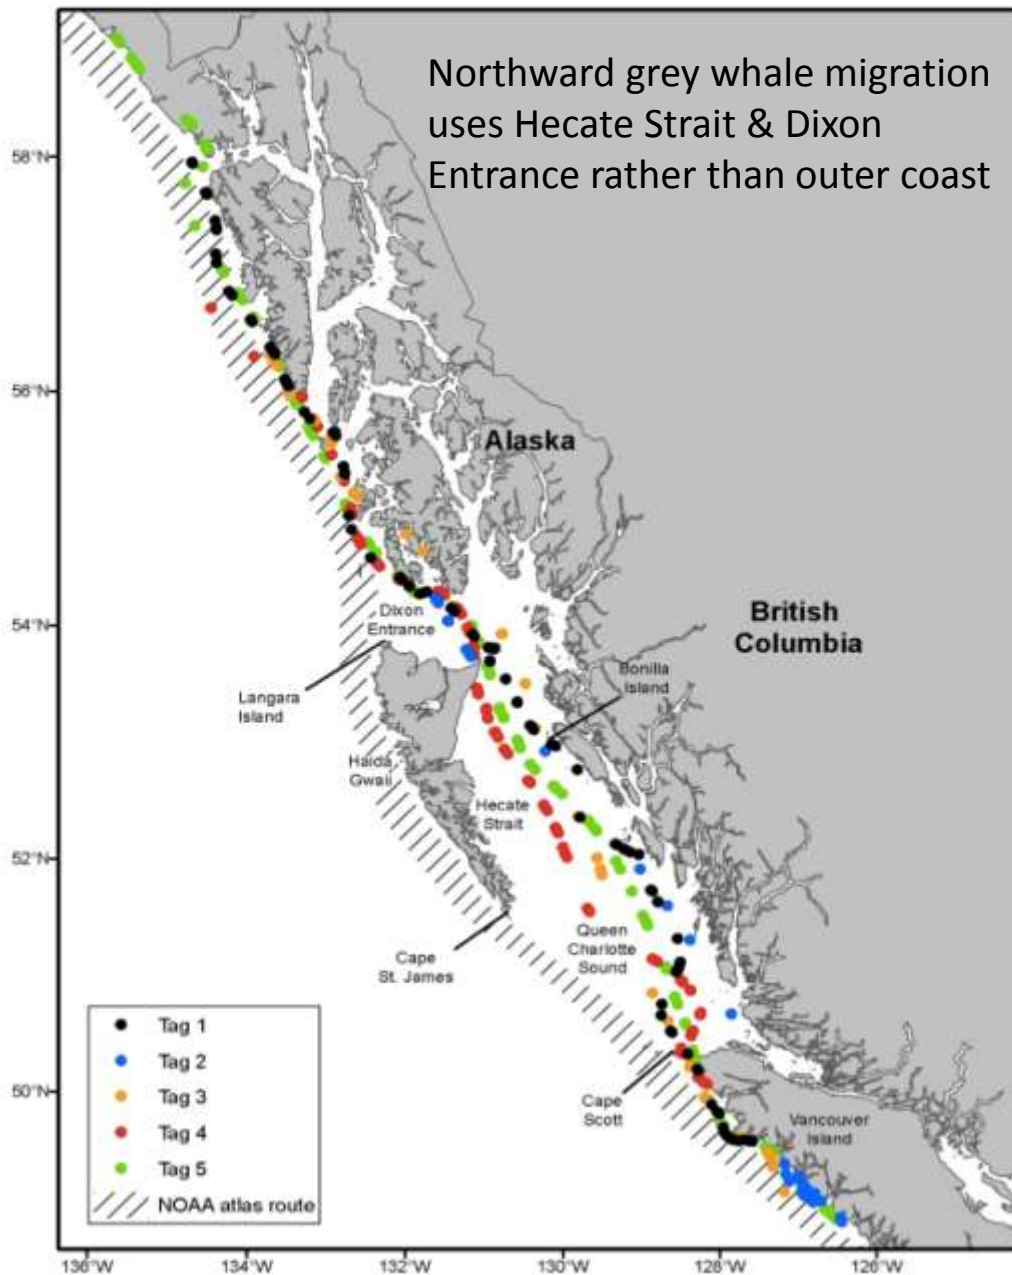 Northward grey whale migration
uses Hecate Strait & Dixon
Entrance rather than outer coast
58°N
56°N
Alaska
54°N
Dixon
Entrance
British
Columbia
Bonilla
Island
Langara
Island
Haida
Gwaii
Hecate
Strait
52°N
Queen
Charlotte
Sound
Cape
St. James
Tag 1
Tag 2
Tag 3
Tag 4
Tag 5
NOAA atlas route
50°N
Cape
Scott
Vancouver
Island
136°W
134°W
132°W
130°W
128°W
126°W